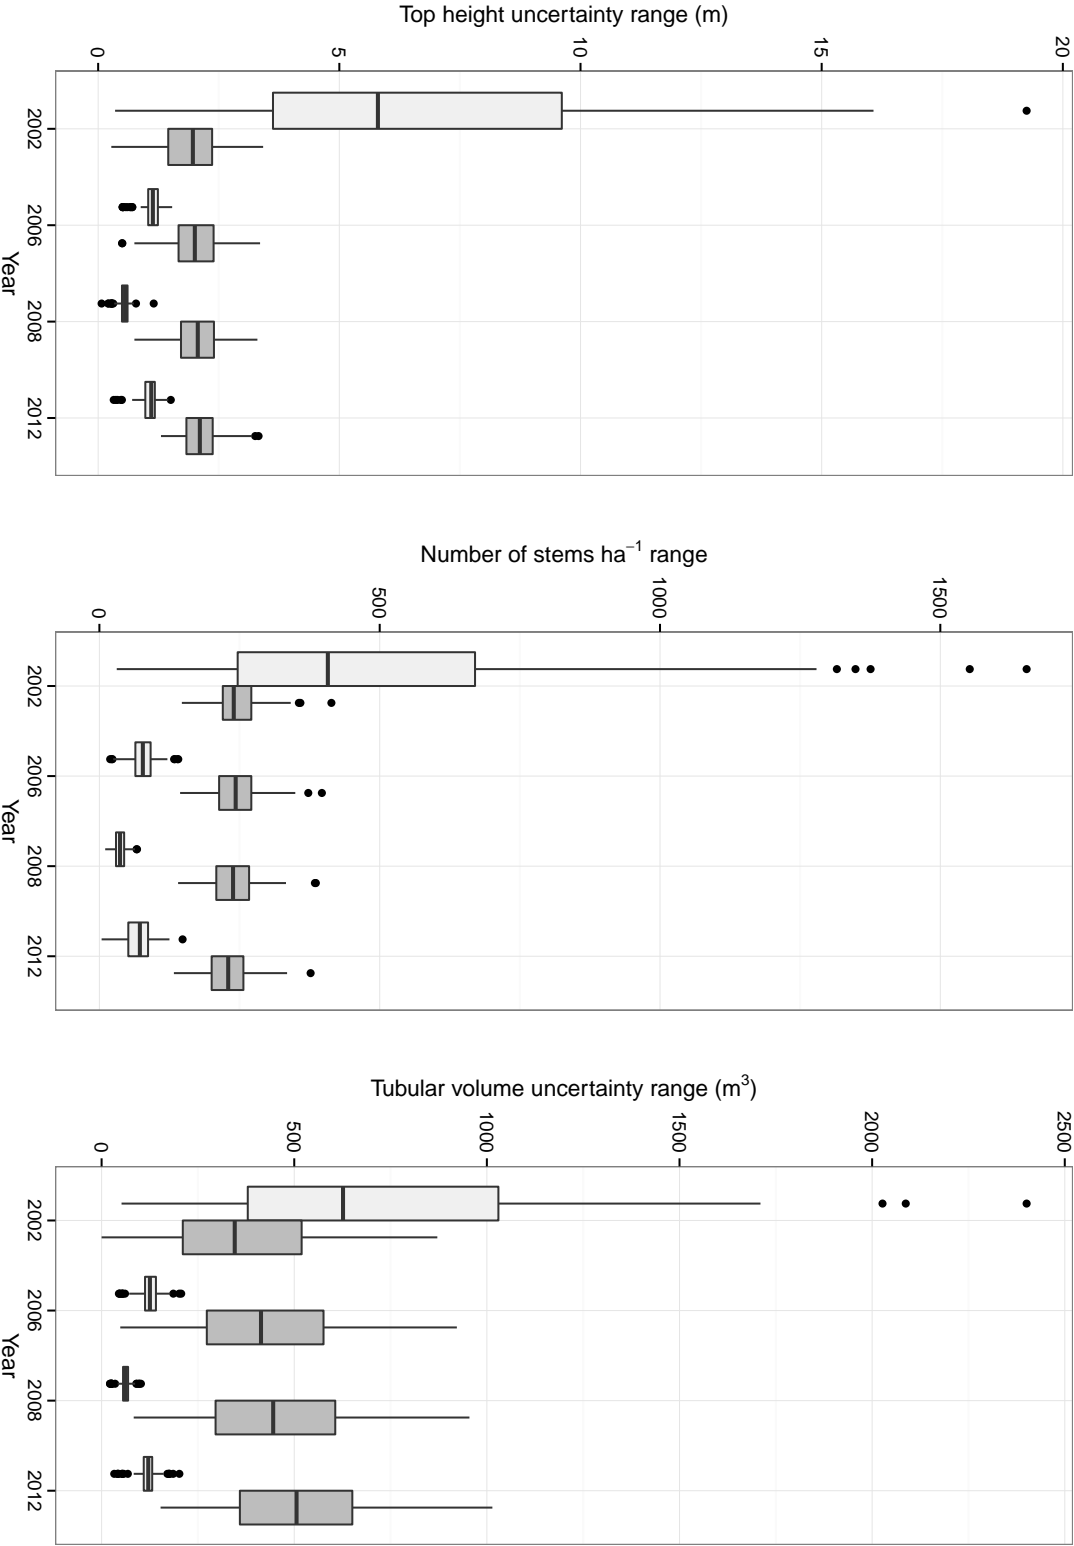 Top height uncertainty range (m)
0 5 10 15 20
2002
2006
2008
2012
Year
Number of stems ha⁻¹ range
0 500 1000 1500
2002
2006
2008
2012
Year
Tubular volume uncertainty range (m³)
0 500 1000 1500 2000 2500
2002
2006
2008
2012
Year